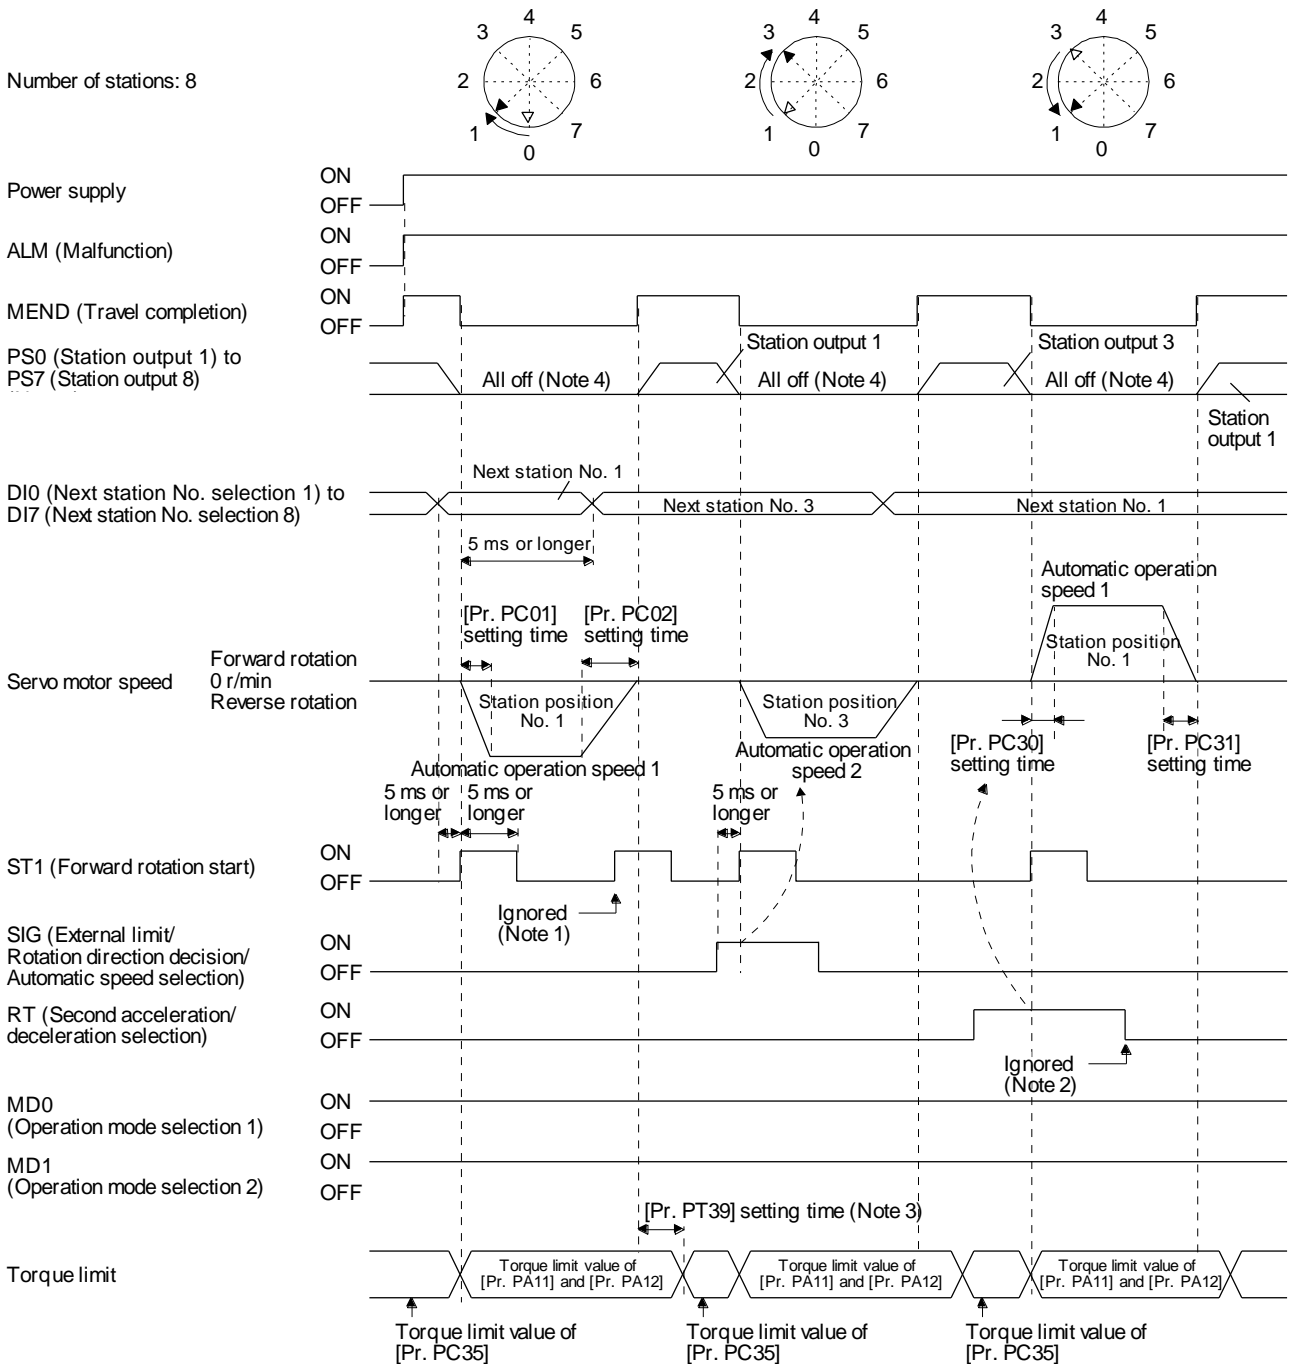 4
3 5
Number of stations: 8
2 6
1 7
0
4
3 5
2 6
1 7
0
4
3 5
2 6
1 7
0
Power supply
ON
OFF
ALM (Malfunction)
ON
OFF
MEND (Travel completion)
ON
OFF
PS0 (Station output 1) to
PS7 (Station output 8)
All off (Note 4)
Station output 1
All off (Note 4)
Station output 3
All off (Note 4)
Station
output 1
DI0 (Next station No. selection 1) to
DI7 (Next station No. selection 8)
Next station No. 1
Next station No. 3
Next station No. 1
5 ms or longer
Servo motor speed
Forward rotation
0 r/min
Reverse rotation
[Pr. PC01]
setting time
[Pr. PC02]
setting time
Station position
No. 1
Automatic operation speed 1
Station position
No. 3
Automatic operation
speed 2
Automatic operation
speed 1
Station position
No. 1
[Pr. PC30]
setting time
[Pr. PC31]
setting time
5 ms or
longer
5 ms or
longer
5 ms or
longer
ST1 (Forward rotation start)
ON
OFF
Ignored
(Note 1)
SIG (External limit/
Rotation direction decision/
Automatic speed selection)
ON
OFF
RT (Second acceleration/
deceleration selection)
ON
OFF
Ignored
(Note 2)
MD0
(Operation mode selection 1)
ON
OFF
MD1
(Operation mode selection 2)
ON
OFF
[Pr. PT39] setting time (Note 3)
Torque limit
Torque limit value of
[Pr. PA11] and [Pr. PA12]
Torque limit value of
[Pr. PA11] and [Pr. PA12]
Torque limit value of
[Pr. PA11] and [Pr. PA12]
Torque limit value of
[Pr. PC35]
Torque limit value of
[Pr. PC35]
Torque limit value of
[Pr. PC35]